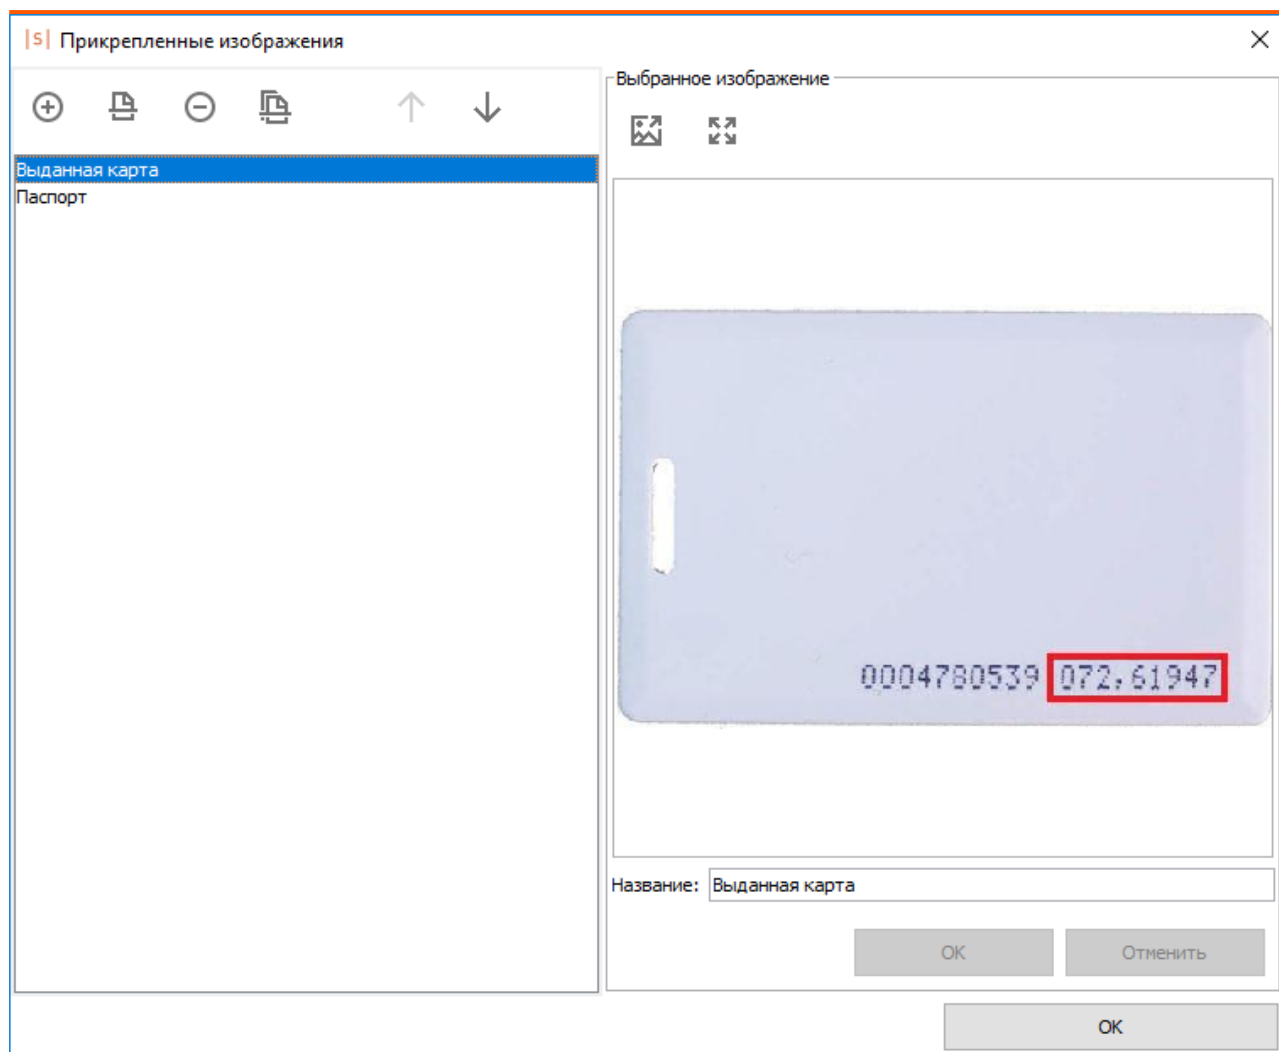 |S| Прикрепленные изображения
Выбранное изображение
Выданная карта
Паспорт
0004780539 072,61947
Название: Выданная карта
ОК Отменить
ОК